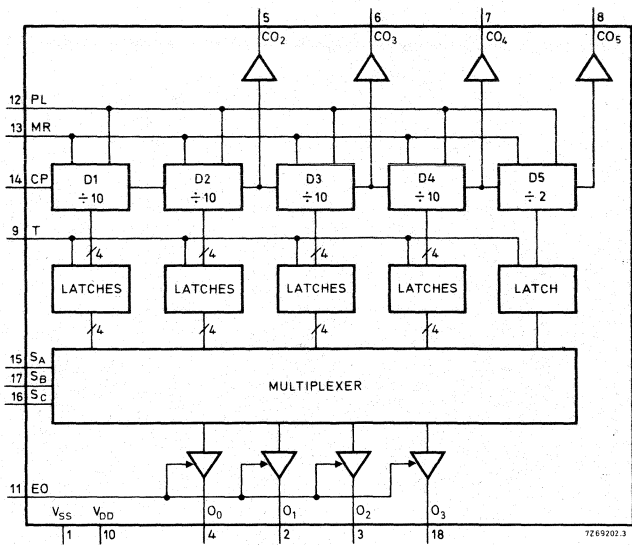 5 6 7 8
CO2 CO3 CO4 CO5
12 PL
13 MR
14 CP
D1 D2 D3 D4 D5
÷10 ÷10 ÷10 ÷10 ÷2
9 T
4 4 4 4
LATCHES LATCHES LATCHES LATCHES LATCH
4 4 4 4
15 SA
17 SB
16 SC
MULTIPLEXER
11 EO
VSS VDD O0 O1 O2 O3
1 10 4 2 3 18
7Z69202.3